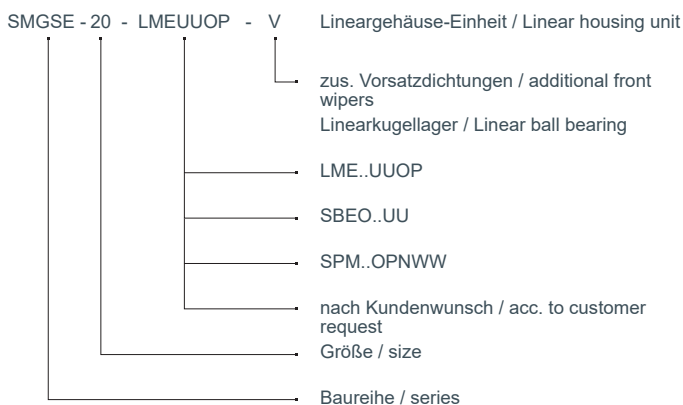 SMGSE - 20 - LMEUUOP - V Lineargehäuse-Einheit / Linear housing unit
zus. Vorsatzdichtungen / additional front
wipers
Linearkugellager / Linear ball bearing
LME..UUOP
SBEO..UU
SPM..OPNWW
nach Kundenwunsch / acc. to customer
request
Größe / size
Baureihe / series